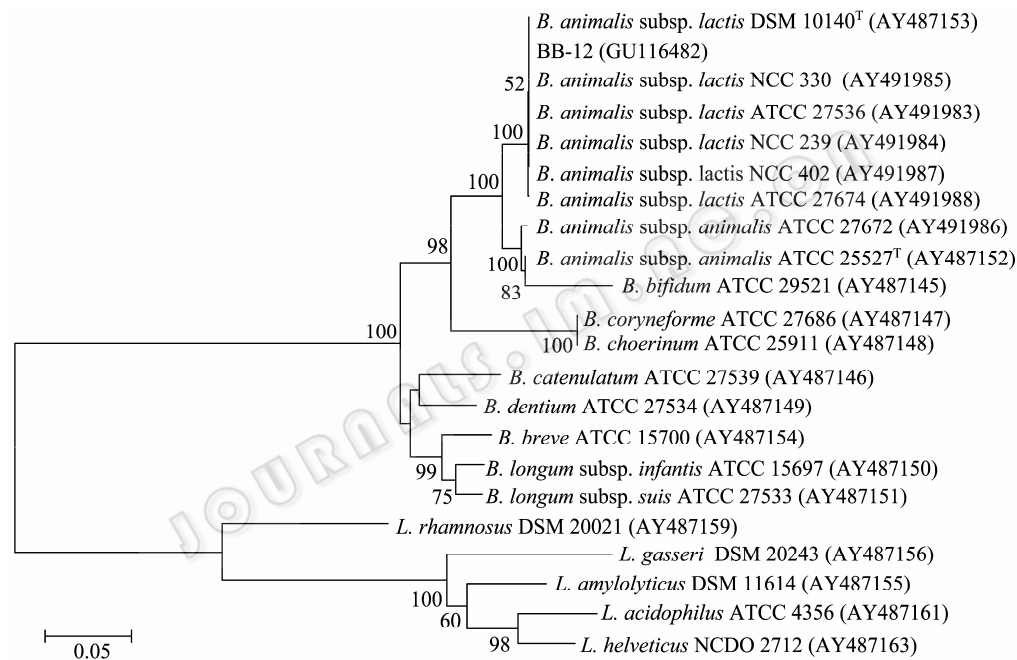 B. animalis subsp. lactis DSM 10140T (AY487153)
BB-12 (GU116482)
52
B. animalis subsp. lactis NCC 330 (AY491985)
B. animalis subsp. lactis ATCC 27536 (AY491983)
100
B. animalis subsp. lactis NCC 239 (AY491984)
B. animalis subsp. lactis NCC 402 (AY491987)
100
B. animalis subsp. lactis ATCC 27674 (AY491988)
B. animalis subsp. animalis ATCC 27672 (AY491986)
98
B. animalis subsp. animalis ATCC 25527T (AY487152)
100
B. bifidum ATCC 29521 (AY487145)
83
B. coryneforme ATCC 27686 (AY487147)
100
B. choerinum ATCC 25911 (AY487148)
100
B. catenulatum ATCC 27539 (AY487146)
B. dentium ATCC 27534 (AY487149)
B. breve ATCC 15700 (AY487154)
99
B. longum subsp. infantis ATCC 15697 (AY487150)
75
B. longum subsp. suis ATCC 27533 (AY487151)
L. rhamnosus DSM 20021 (AY487159)
L. gasseri DSM 20243 (AY487156)
L. amylolyticus DSM 11614 (AY487155)
100
L. acidophilus ATCC 4356 (AY487161)
60
L. helveticus NCDO 2712 (AY487163)
98
0.05
JOURNALS.IM.AC.CN